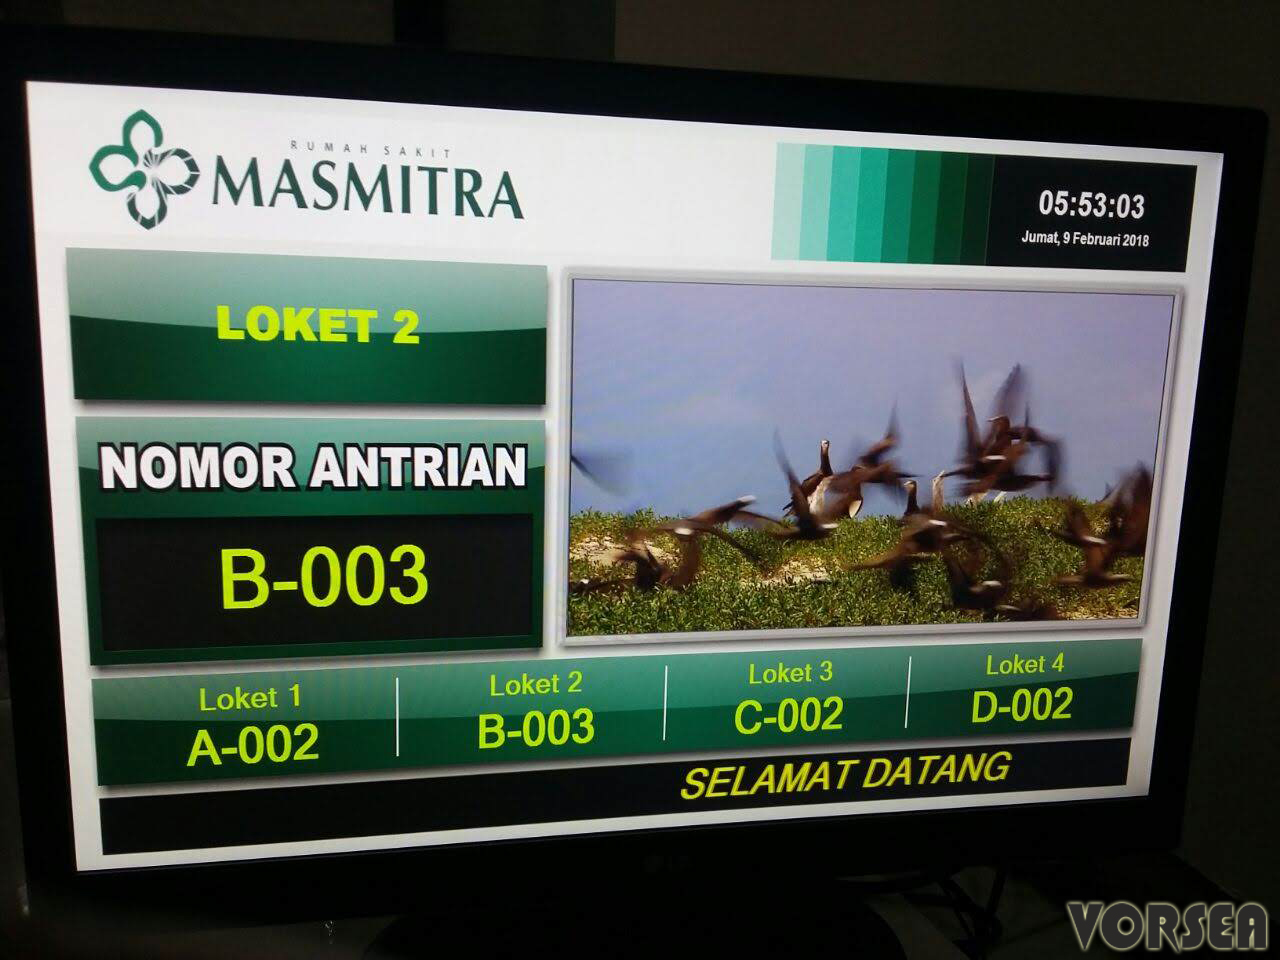 RUMAH SAKIT
MASMITRA
05:53:03
Jumat, 9 Februari 2018
LOKET 2
NOMOR ANTRIAN
B-003
Loket 1
A-002
Loket 2
B-003
Loket 3
C-002
Loket 4
D-002
SELAMAT DATANG
VORSEA